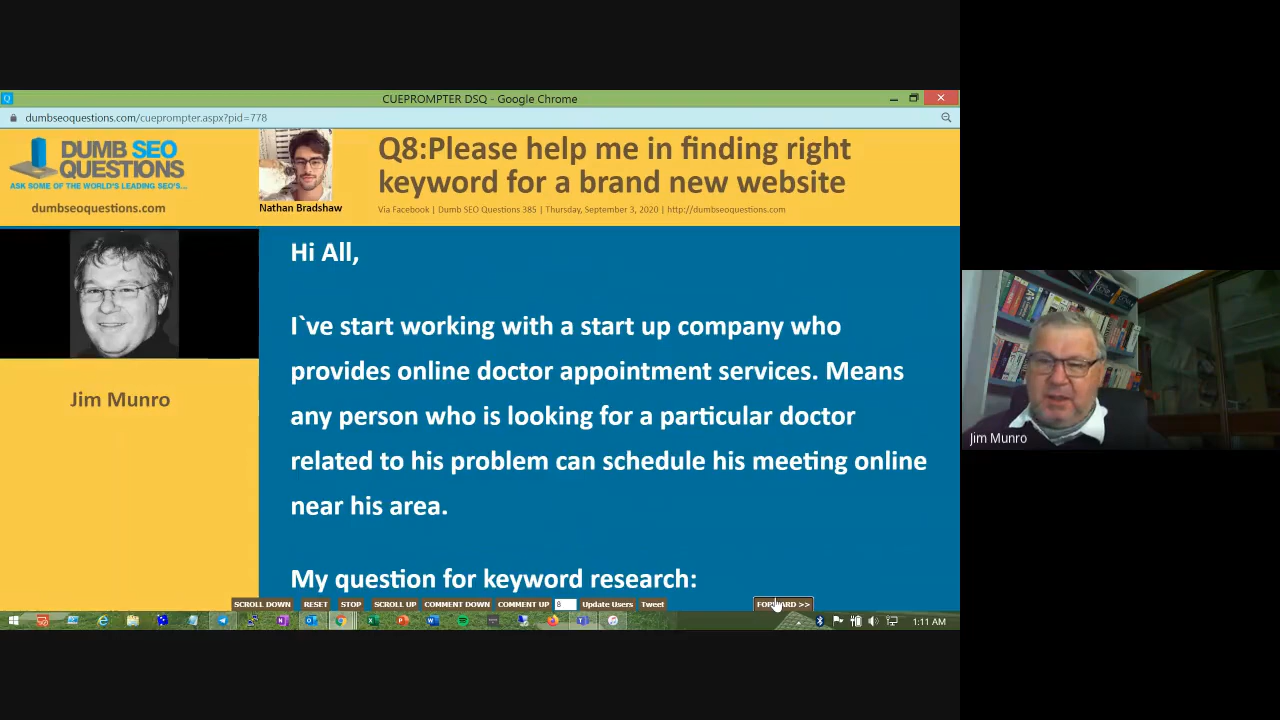 CUEPROMPTER DSQ - Google Chrome
dumbseoquestions.com/cueprompter.aspx?pid=778
DUMB SEO
QUESTIONS
ASK SOME OF THE WORLD'S LEADING SEO'S...
dumbseoquestions.com
Nathan Bradshaw
Q8:Please help me in finding right
keyword for a brand new website
Via Facebook | Dumb SEO Questions 385 | Thursday, September 3, 2020 | http://dumbseoquestions.com
Jim Munro
Hi All,
I`ve start working with a start up company who
provides online doctor appointment services. Means
any person who is looking for a particular doctor
related to his problem can schedule his meeting online
near his area.
My question for keyword research:
Jim Munro
SCROLL DOWN RESET STOP SCROLL UP COMMENT DOWN COMMENT UP 8 Update Users Tweet FORWARD >>
1:11 AM